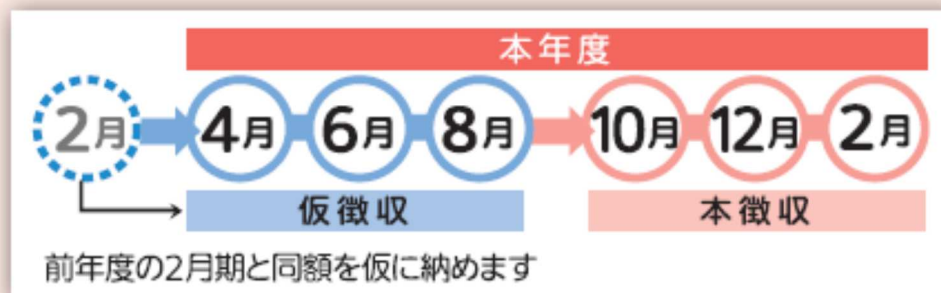 本年度
2月 4月 6月 8月 10月 12月 2月
仮徴収 本徴収
前年度の2月期と同額を仮に納めます